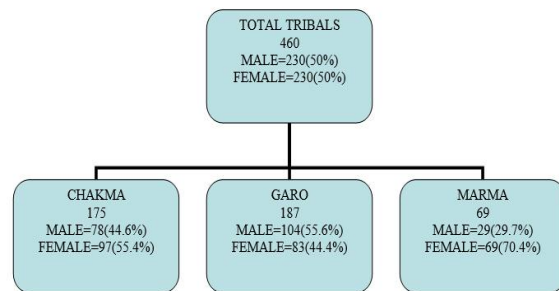 TOTAL TRIBALS
460
MALE=230(50%)
FEMALE=230(50%)
CHAKMA
175
MALE=78(44.6%)
FEMALE=97(55.4%)
GARO
187
MALE=104(55.6%)
FEMALE=83(44.4%)
MARMA
69
MALE=29(29.7%)
FEMALE=69(70.4%)